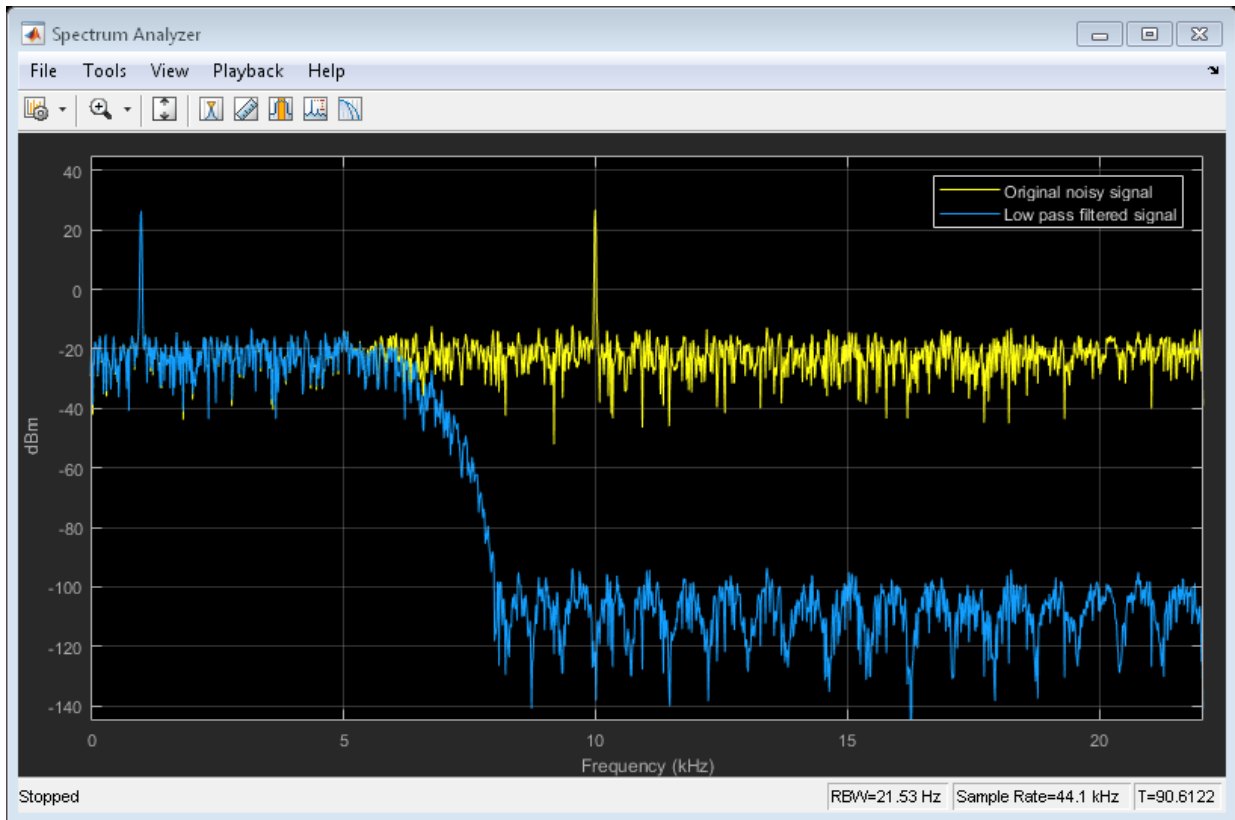 Spectrum Analyzer
File Tools View Playback Help
Original noisy signal
Low pass filtered signal
40
20
0
-20
-40
-60
-80
-100
-120
-140
dBm
0 5 10 15 20
Frequency (kHz)
Stopped RBW=21.53 Hz Sample Rate=44.1 kHz T=90.6122